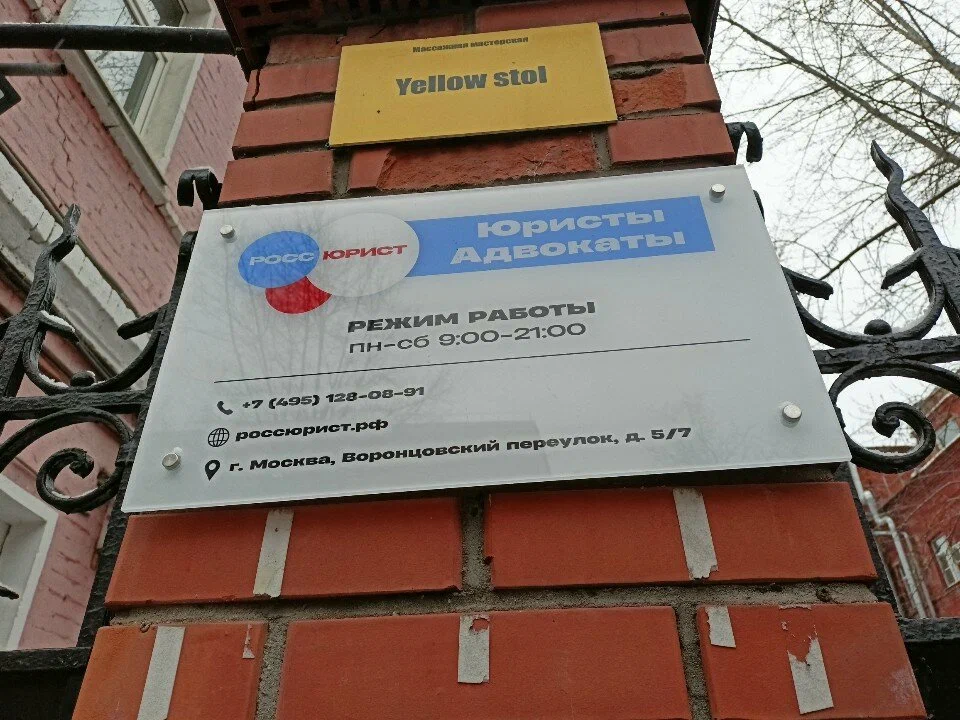 Массажная мастерская
Yellow stol
РОСС ЮРИСТ
Юристы
Адвокаты
РЕЖИМ РАБОТЫ
пн-сб 9:00-21:00
+7 (495) 128-08-91
россюрист.рф
г. Москва, Воронцовский переулок, д. 5/7